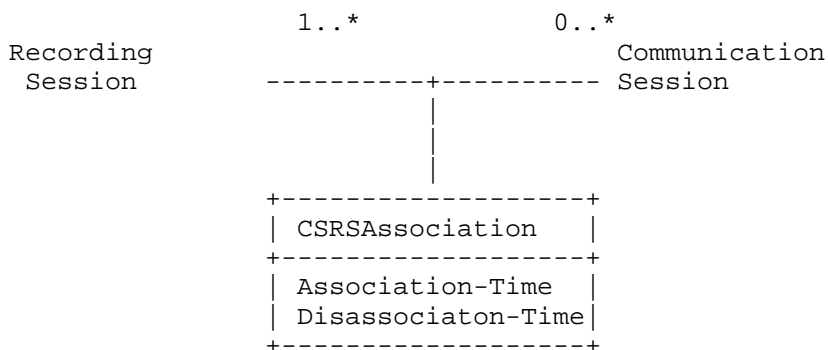 1..* 0..*
Recording Communication
Session ----------+---------- Session
|
|
|
+-------------------+
| CSRSAssociation |
+-------------------+
| Association-Time |
| Disassociaton-Time|
+-------------------+